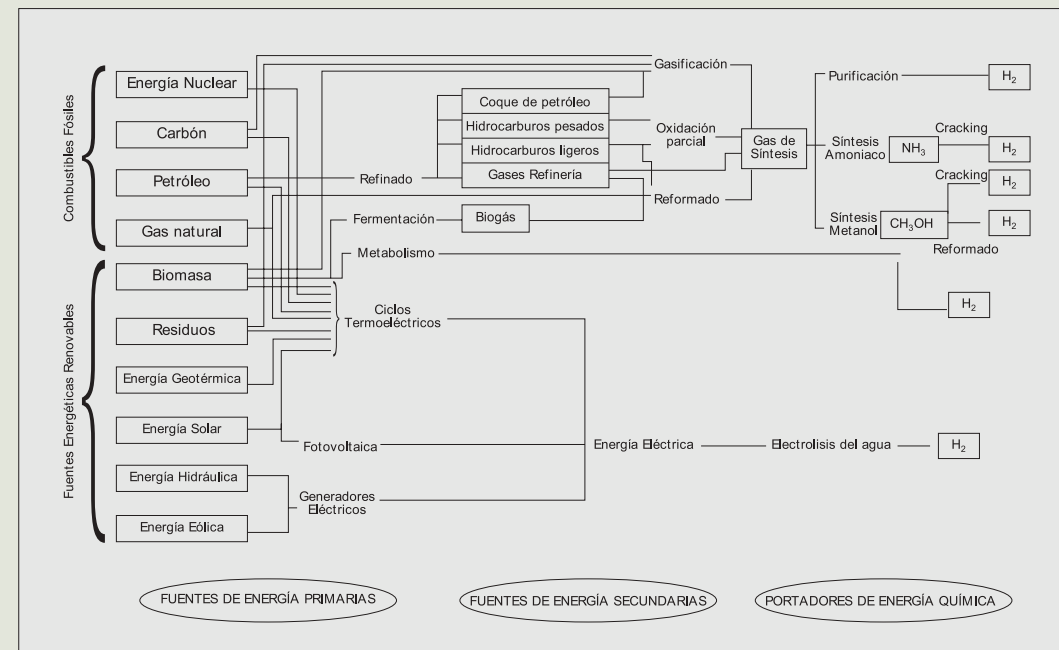 Combustibles Fósiles
Energía Nuclear
Carbón
Petróleo
Gas natural
Fuentes Energéticas Renovables
Biomasa
Residuos
Energía Geotérmica
Energía Solar
Energía Hidráulica
Energía Eólica
Refinado
Fermentación
Metabolismo
Ciclos
Termoeléctricos
Fotovoltaica
Generadores
Eléctricos
Coque de petróleo
Hidrocarburos pesados
Hidrocarburos ligeros
Gases Refinería
Biogás
Gasificación
Oxidación
parcial
Reformado
Gas de
Síntesis
Energía Eléctrica
Electrolisis del agua
H2
Purificación
H2
Síntesis
Amoniaco
NH3
Cracking
H2
Síntesis
Metanol
CH3OH
Cracking
H2
H2
Reformado
H2
FUENTES DE ENERGÍA PRIMARIAS
FUENTES DE ENERGÍA SECUNDARIAS
PORTADORES DE ENERGÍA QUÍMICA